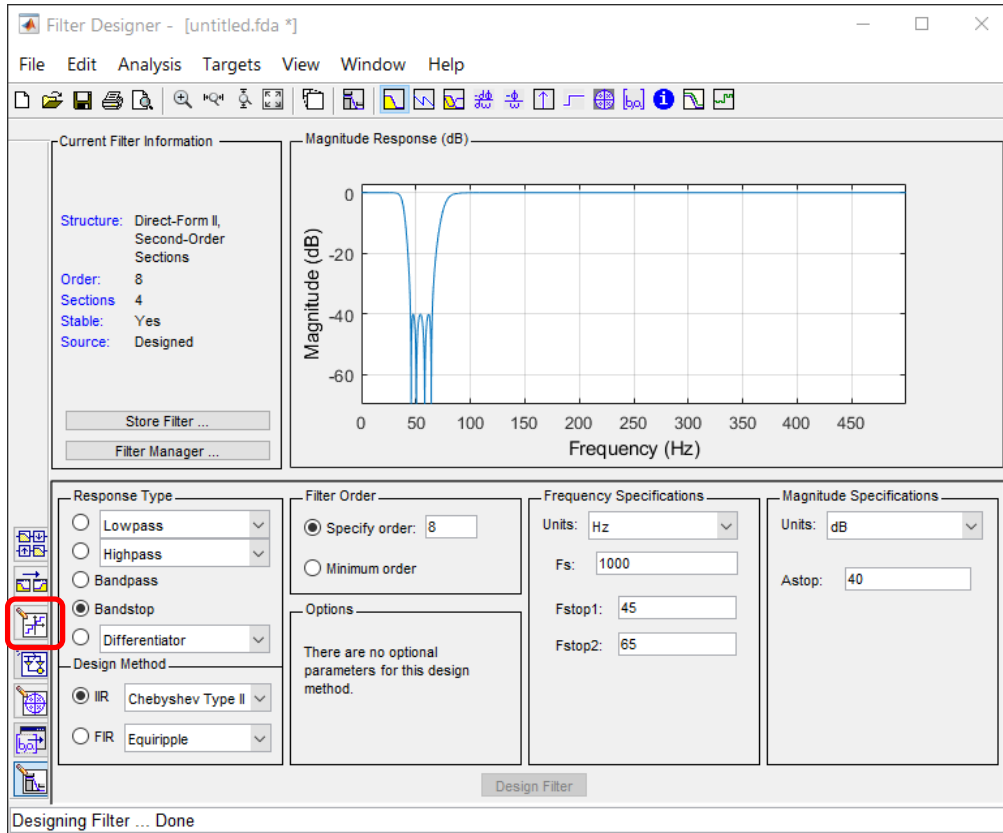 Filter Designer - [untitled.fda *]
File Edit Analysis Targets View Window Help
Current Filter Information
Structure: Direct-Form II,
Second-Order
Sections
Order: 8
Sections 4
Stable: Yes
Source: Designed
Store Filter ...
Filter Manager ...
Magnitude Response (dB)
Magnitude (dB)
0
-20
-40
-60
0 50 100 150 200 250 300 350 400 450
Frequency (Hz)
Response Type
Lowpass
Highpass
Bandpass
Bandstop
Differentiator
Design Method
IIR Chebyshev Type II
FIR Equiripple
Filter Order
Specify order: 8
Minimum order
Options
There are no optional
parameters for this design
method.
Frequency Specifications
Units: Hz
Fs: 1000
Fstop1: 45
Fstop2: 65
Magnitude Specifications
Units: dB
Astop: 40
Design Filter
Designing Filter ... Done